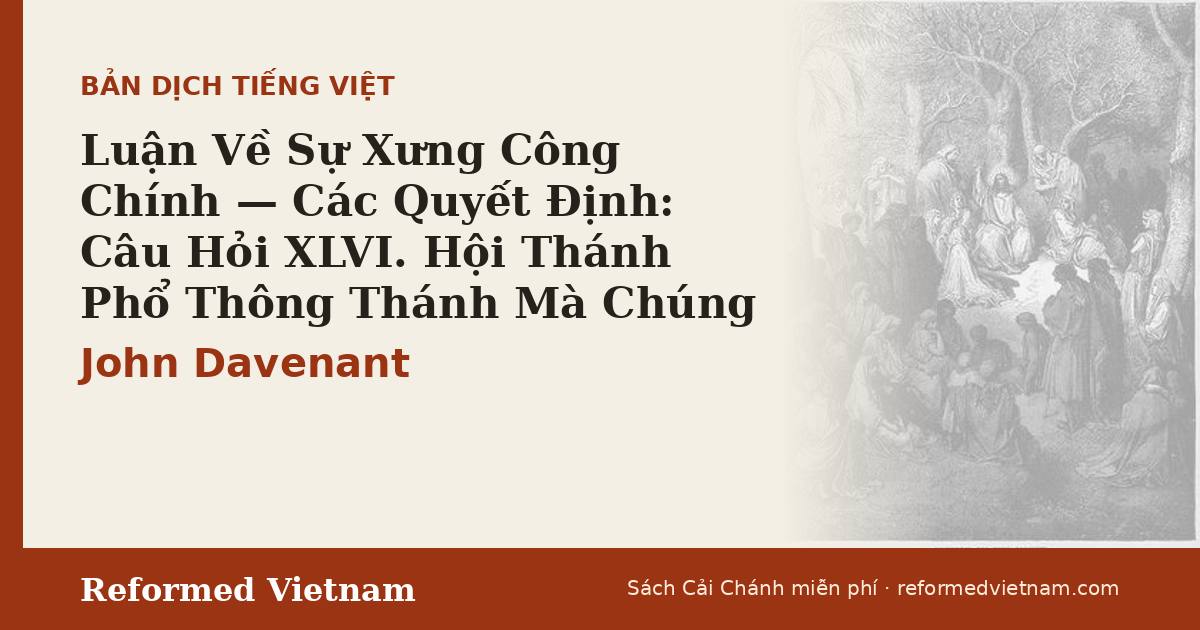 BẢN DỊCH TIẾNG VIỆT
Luận Về Sự Xưng Công
Chính — Các Quyết Định:
Câu Hỏi XLVI. Hội Thánh
Phổ Thông Thánh Mà Chúng
John Davenant
Reformed Vietnam
Sách Cải Chánh miễn phí · reformedvietnam.com